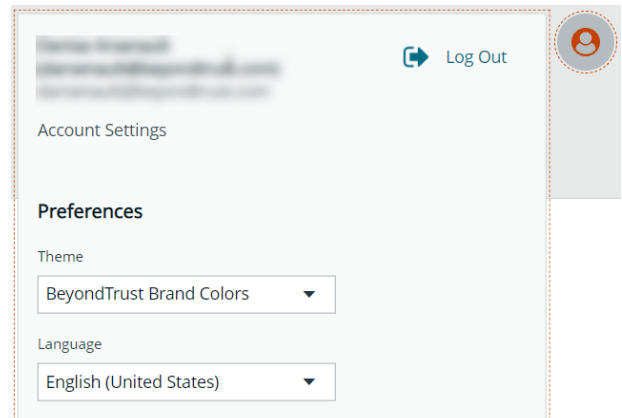 Log Out
Account Settings
Preferences
Theme
BeyondTrust Brand Colors
Language
English (United States)